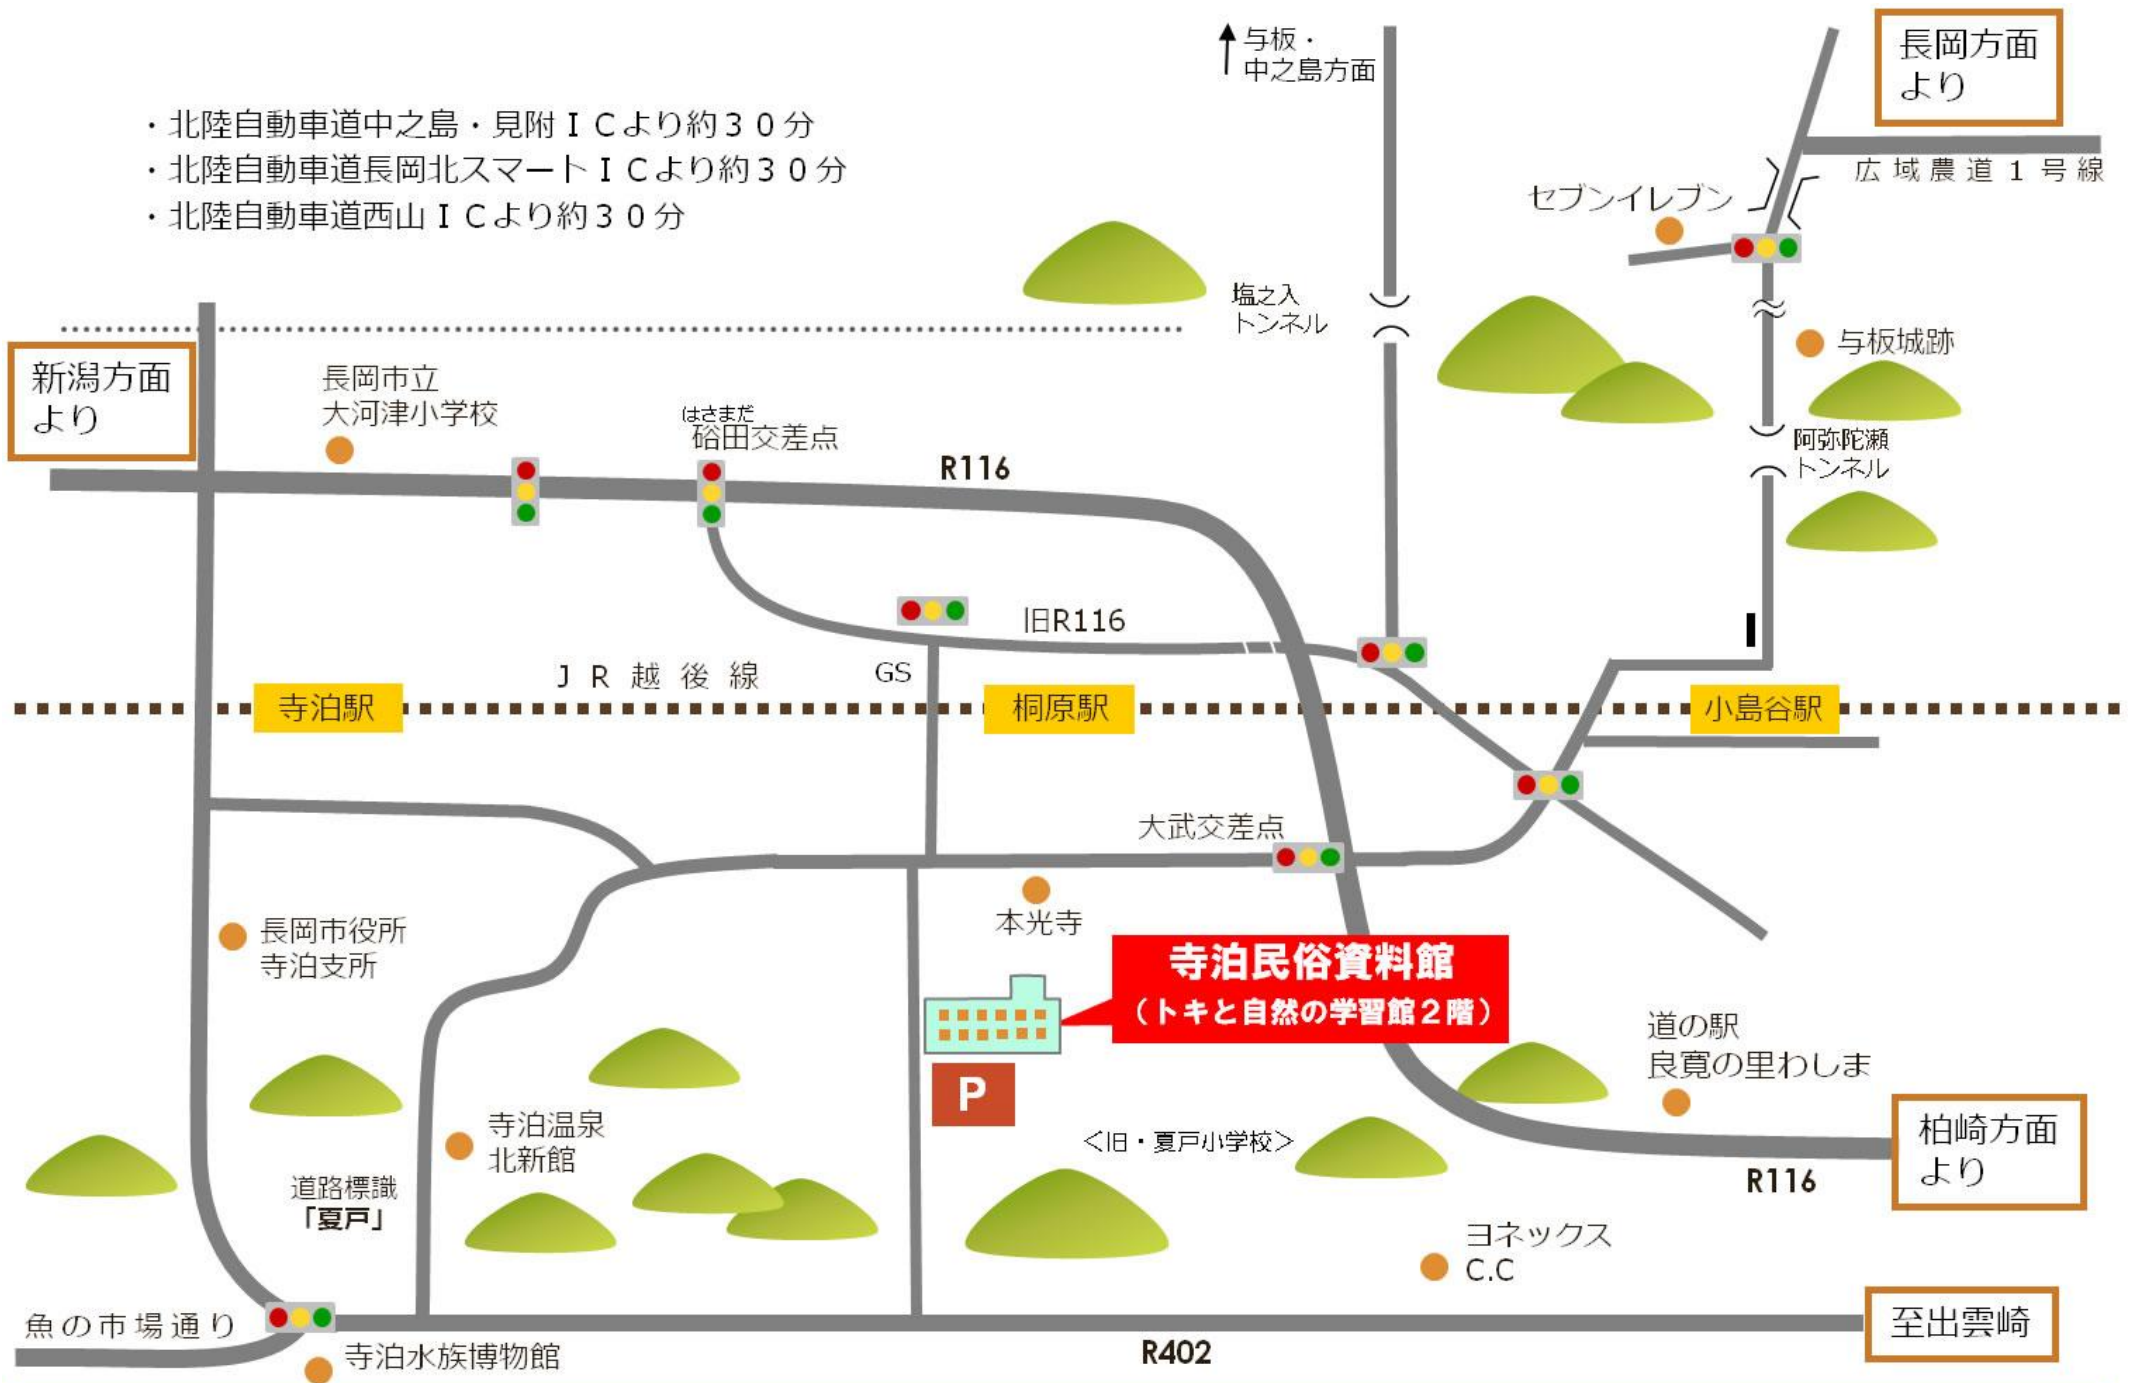 与板・
中之島方面
長岡方面
より
・北陸自動車道中之島・見附ＩＣより約３０分
・北陸自動車道長岡北スマートＩＣより約３０分
・北陸自動車道西山ＩＣより約３０分
広域農道１号線
セブンイレブン
塩之入
トンネル
与板城跡
新潟方面
より
長岡市立
大河津小学校
はさまだ
硲田交差点
R116
阿弥陀瀬
トンネル
旧R116
ＪＲ越後線
GS
寺泊駅
桐原駅
小島谷駅
大武交差点
本光寺
長岡市役所
寺泊支所
寺泊民俗資料館
（トキと自然の学習館２階）
P
道の駅
良寛の里わしま
寺泊温泉
北新館
＜旧・夏戸小学校＞
柏崎方面
より
R116
道路標識
「夏戸」
ヨネックス
C.C
魚の市場通り
至出雲崎
寺泊水族博物館
R402